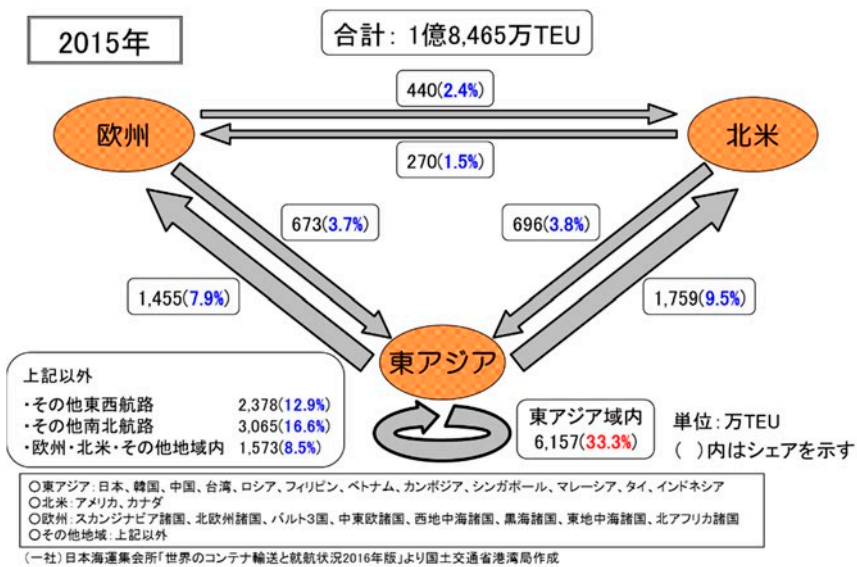 2015年
合計： 1億8,465万TEU
440(2.4%)
欧州
北米
270(1.5%)
673(3.7%)
696(3.8%)
1,455(7.9%)
1,759(9.5%)
東アジア
上記以外
・その他東西航路 2,378(12.9%)
・その他南北航路 3,065(16.6%)
・欧州・北米・その他地域内 1,573(8.5%)
東アジア域内
6,157(33.3%)
単位：万TEU
（ ）内はシェアを示す
○東アジア：日本、韓国、中国、台湾、ロシア、フィリピン、ベトナム、カンボジア、シンガポール、マレーシア、タイ、インドネシア
○北米：アメリカ、カナダ
○欧州：スカンジナビア諸国、北欧州諸国、バルト3国、中東欧諸国、西地中海諸国、黒海諸国、東地中海諸国、北アフリカ諸国
○その他地域：上記以外
（一社）日本海運集会所「世界のコンテナ輸送と就航状況2016年版」より国土交通省港湾局作成